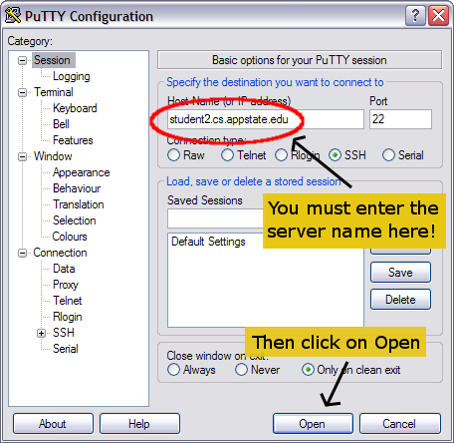 PuTTY Configuration
Category:
Session
Logging
Terminal
Keyboard
Bell
Features
Window
Appearance
Behaviour
Translation
Selection
Colours
Connection
Data
Proxy
Telnet
Rlogin
SSH
Serial
Basic options for your PuTTY session
Specify the destination you want to connect to
Host Name (or IP address) Port
student2.cs.appstate.edu 22
Connection type:
Raw Telnet Rlogin SSH Serial
Load, save or delete a stored session
Saved Sessions
You must enter the
server name here!
Default Settings
Save
Delete
Then click on Open
Close window on exit:
Always Never Only on clean exit
About Help Open Cancel